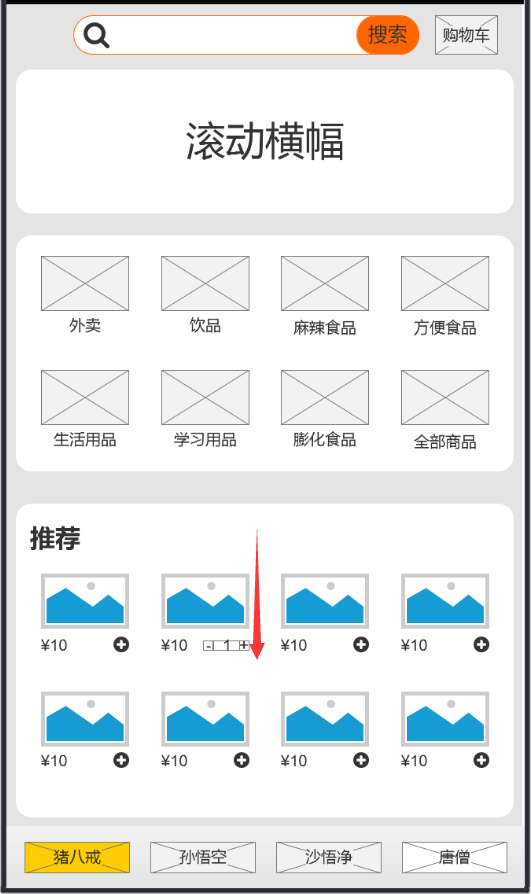 搜索 购物车
滚动横幅
外卖 饮品 麻辣食品 方便食品
生活用品 学习用品 膨化食品 全部商品
推荐
¥10 ¥10 - 1 + ¥10 ¥10
¥10 ¥10 ¥10 ¥10
猪八戒 孙悟空 沙悟净 唐僧